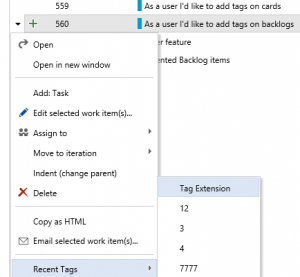 559 As a user I'd like to add tags on cards
560 As a user I'd like to add tags on backlogs
Open
er feature
Open in new window
ented Backlog items
Add: Task
Edit selected work item(s)...
Assign to
Move to iteration
Indent (change parent)
Delete
Tag Extension
12
Copy as HTML
3
Email selected work item(s)...
4
Recent Tags
7777